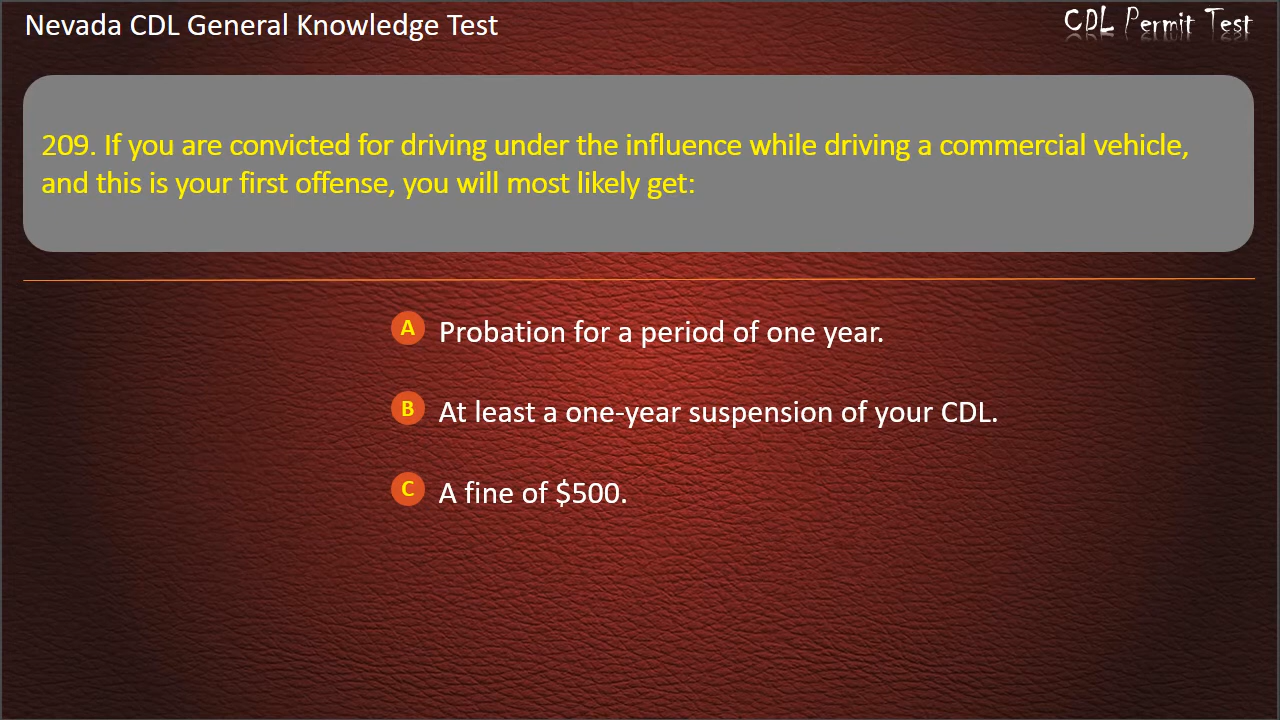 Nevada CDL General Knowledge Test
CDL Permit Test
209. If you are convicted for driving under the influence while driving a commercial vehicle,
and this is your first offense, you will most likely get:
A Probation for a period of one year.
B At least a one-year suspension of your CDL.
C A fine of $500.